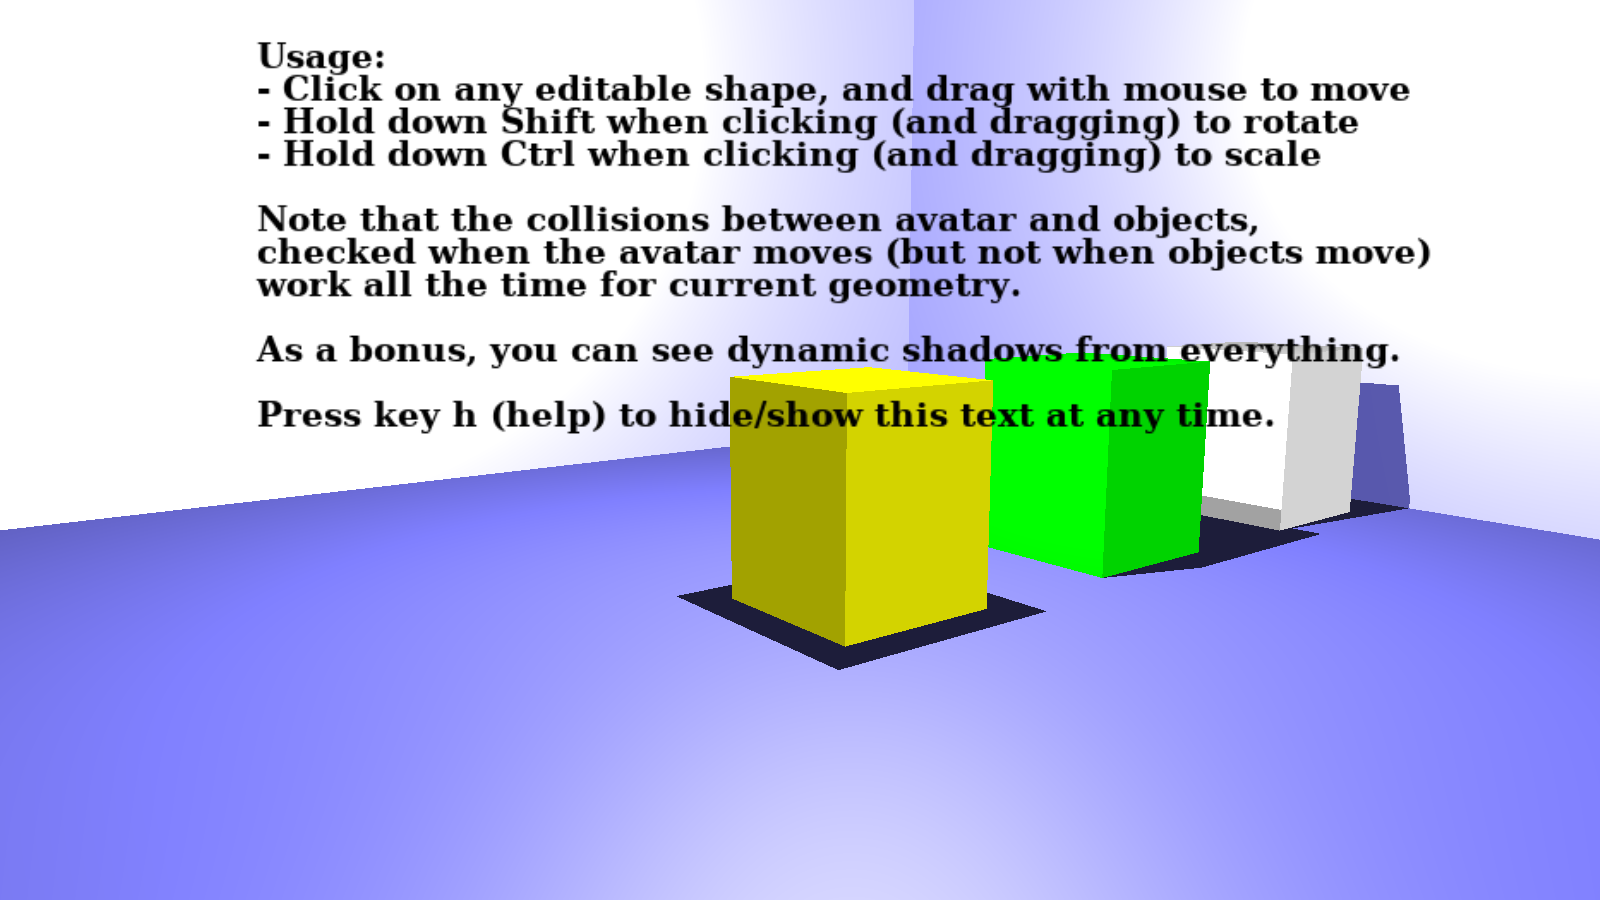 Usage:
- Click on any editable shape, and drag with mouse to move
- Hold down Shift when clicking (and dragging) to rotate
- Hold down Ctrl when clicking (and dragging) to scale
Note that the collisions between avatar and objects,
checked when the avatar moves (but not when objects move)
work all the time for current geometry.
As a bonus, you can see dynamic shadows from everything.
Press key h (help) to hide/show this text at any time.